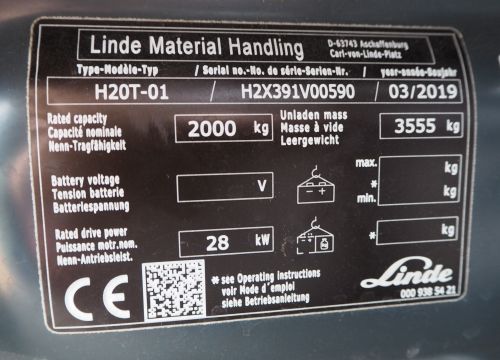 Linde Material Handling D-63743 Aschaffenburg
Carl-von-Linde-Platz
Type-Modèle-Typ / Serial no.-No. de série-Serien-Nr. / year-année-Baujahr
H20T-01 / H2X391V00590 / 03/2019
Rated capacity
Capacité nominale
Nenn-Tragfähigkeit
2000 kg
Unladen mass
Masse à vide
Leergewicht
3555 kg
Battery voltage
Tension batterie
Batteriespannung
V
max. kg
*
min. kg
Rated drive power
Puissance motr.nom.
Nenn-Antriebsleist.
28 kW
* kg
CE
* see Operating instructions
voir Mode d'emploi
siehe Betriebsanleitung
Linde
000 938 54 21